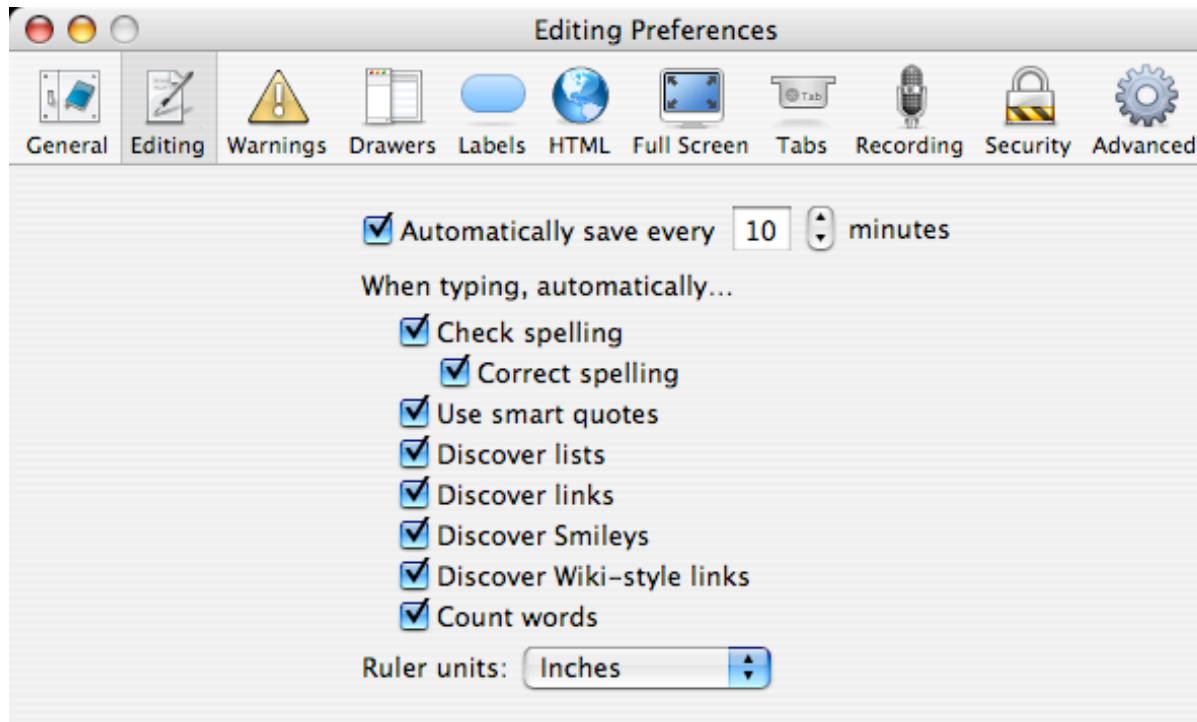 Editing Preferences
Tab
General Editing Warnings Drawers Labels HTML Full Screen Tabs Recording Security Advanced
Automatically save every 10 minutes
When typing, automatically...
Check spelling
Correct spelling
Use smart quotes
Discover lists
Discover links
Discover Smileys
Discover Wiki-style links
Count words
Ruler units: Inches